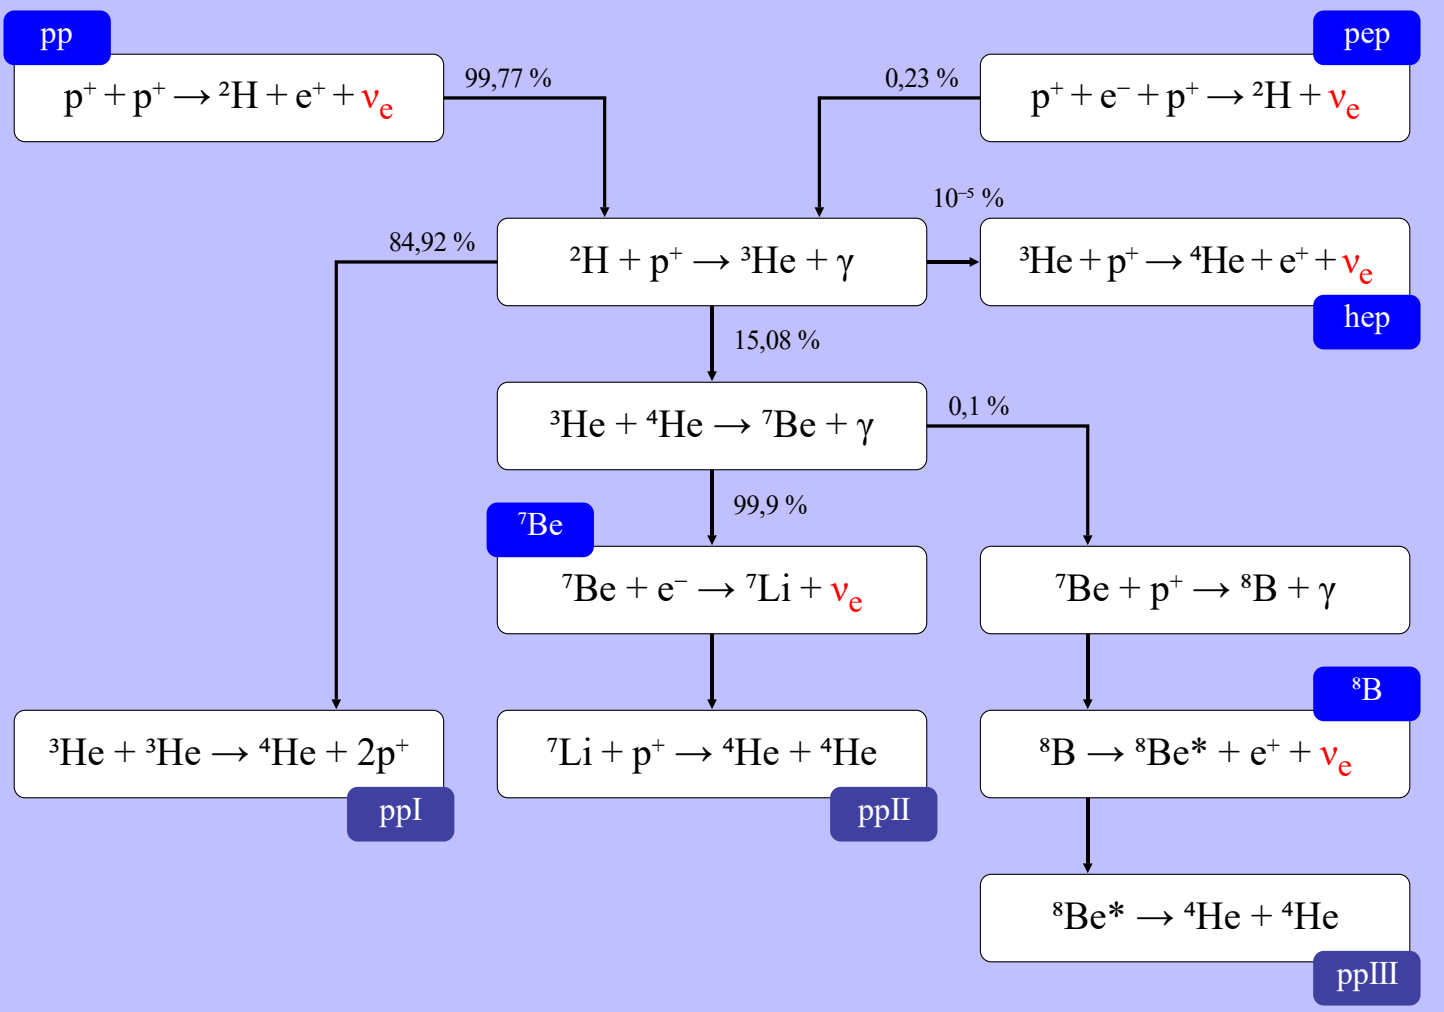 pp
pep
p⁺ + p⁺ → ²H + e⁺ + νₑ
99,77 %
0,23 %
p⁺ + e⁻ + p⁺ → ²H + νₑ
10⁻⁵ %
84,92 %
²H + p⁺ → ³He + γ
³He + p⁺ → ⁴He + e⁺ + νₑ
hep
15,08 %
³He + ⁴He → ⁷Be + γ
0,1 %
99,9 %
⁷Be
⁷Be + e⁻ → ⁷Li + νₑ
⁷Be + p⁺ → ⁸B + γ
⁸B
³He + ³He → ⁴He + 2p⁺
⁷Li + p⁺ → ⁴He + ⁴He
⁸B → ⁸Be* + e⁺ + νₑ
ppI
ppII
⁸Be* → ⁴He + ⁴He
ppIII